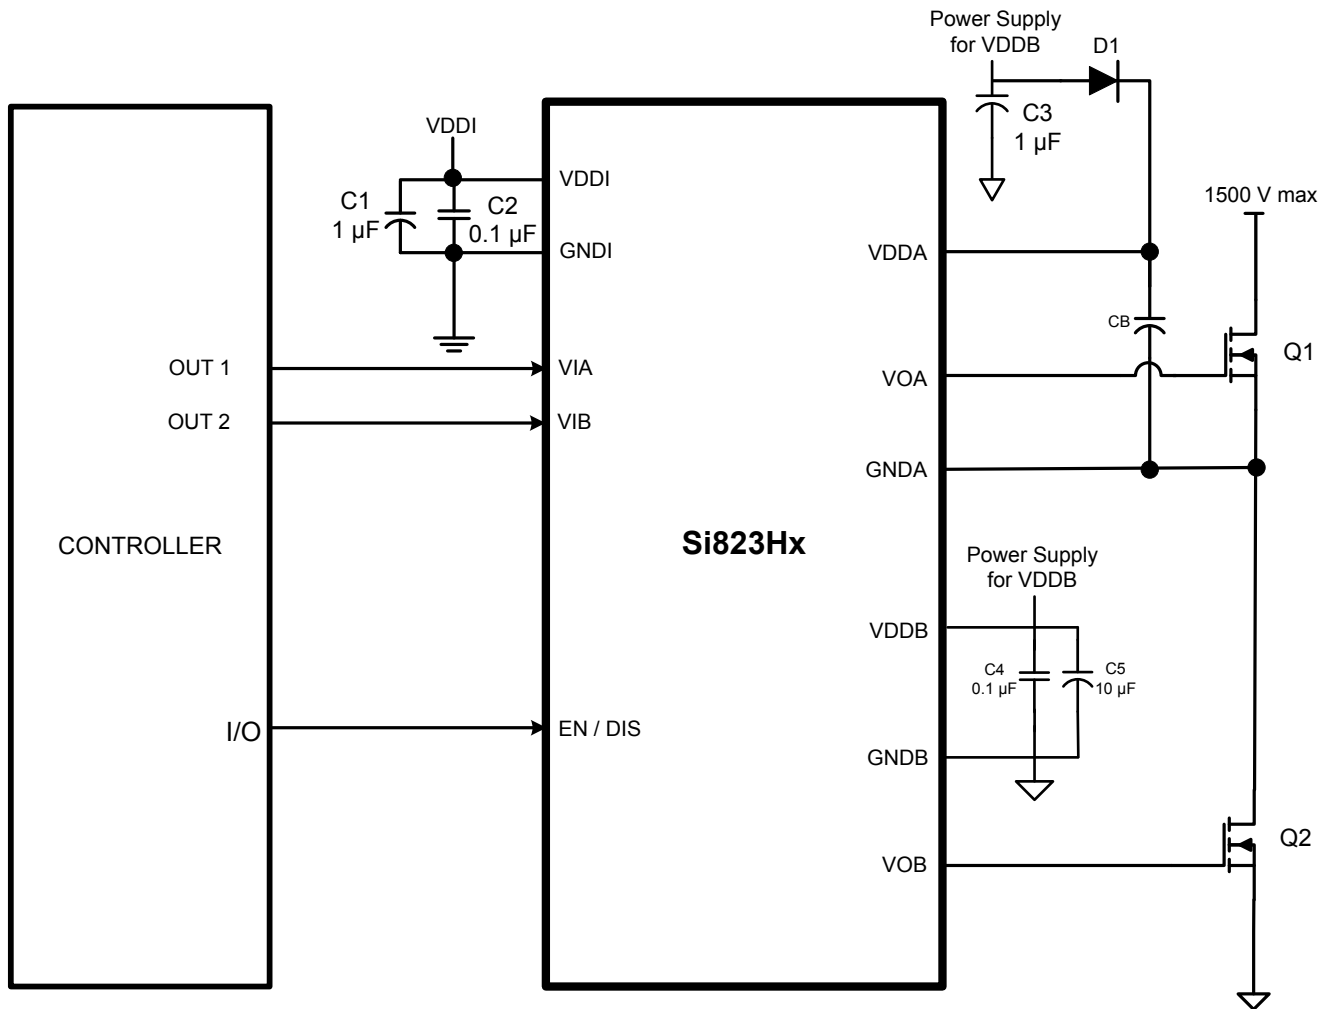 Power Supply
for VDDB
D1
C3
1 µF
VDDI
VDDI
C1
1 µF
C2
0.1 µF
GNDI
1500 V max
VDDA
CB
OUT 1
VIA
VOA
Q1
OUT 2
VIB
GNDA
CONTROLLER
Si823Hx
Power Supply
for VDDB
VDDB
C4
0.1 µF
C5
10 µF
I/O
EN / DIS
GNDB
Q2
VOB